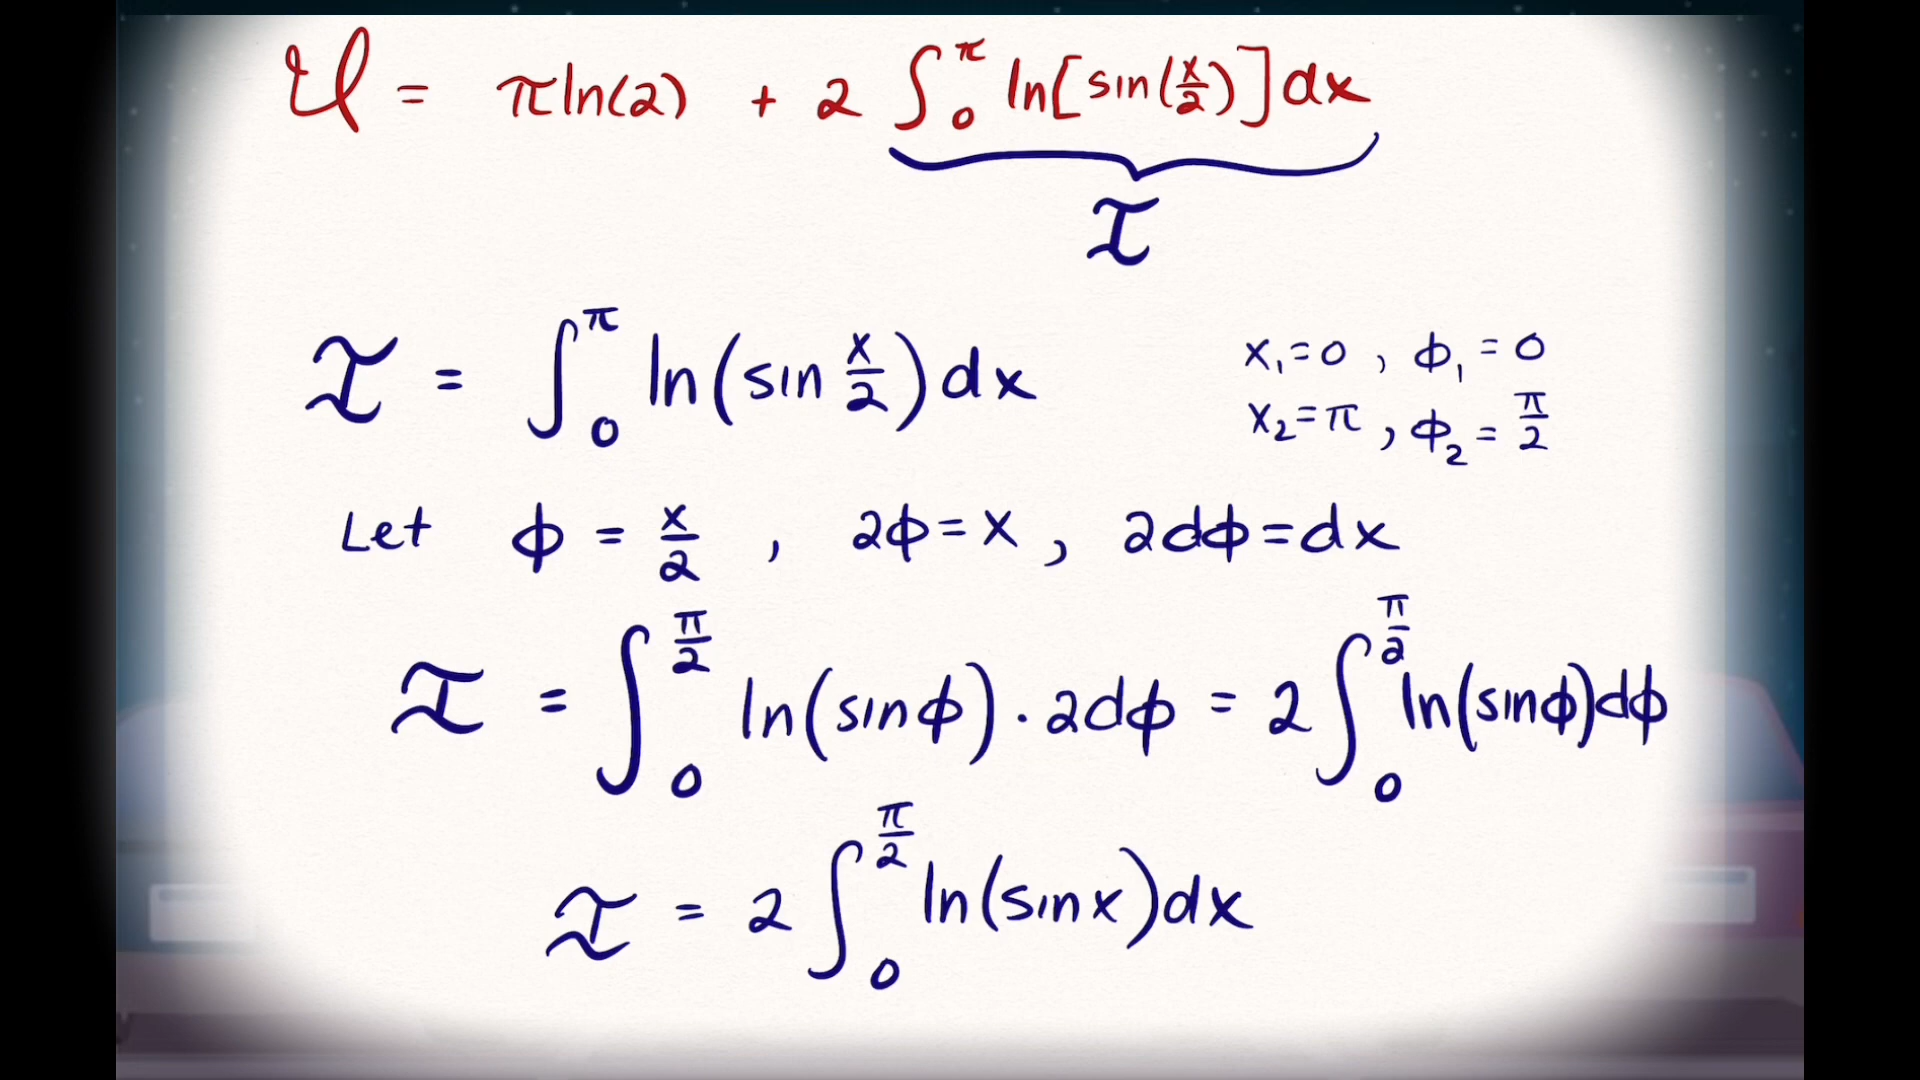 𝒰 = πln(2) + 2 ∫₀^π ln[sin(x/2)]dx
I
I = ∫₀^π ln(sin x/2)dx
x₁=0 , ϕ₁ = 0
x₂=π , ϕ₂ = π/2
Let ϕ = x/2 , 2ϕ=x , 2dϕ=dx
I = ∫₀^(π/2) ln(sinϕ)·2dϕ = 2∫₀^(π/2) ln(sinϕ)dϕ
I = 2∫₀^(π/2) ln(sinx)dx